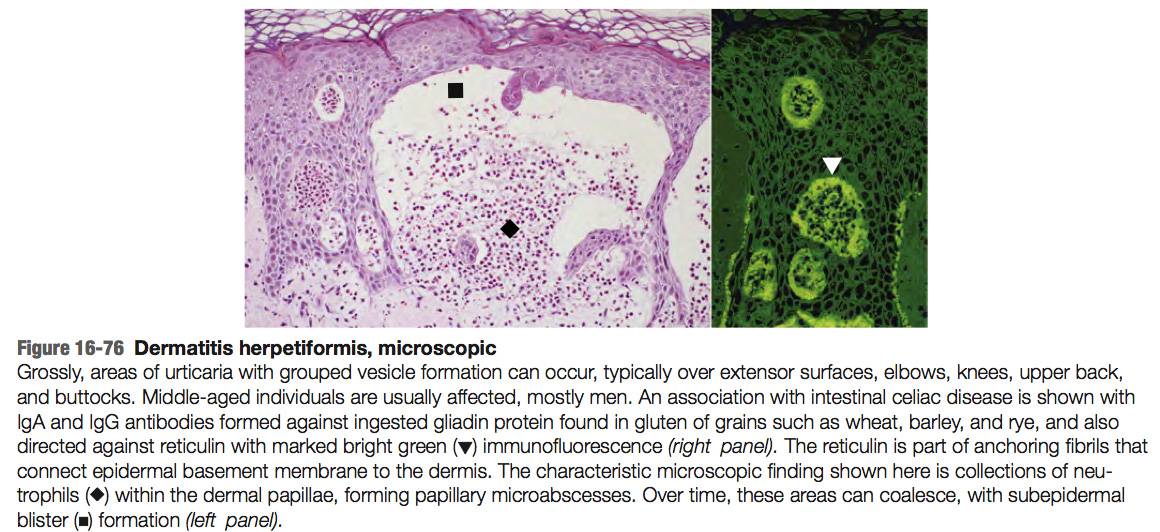 Figure 16-76 Dermatitis herpetiformis, microscopic
Grossly, areas of urticaria with grouped vesicle formation can occur, typically over extensor surfaces, elbows, knees, upper back,
and buttocks. Middle-aged individuals are usually affected, mostly men. An association with intestinal celiac disease is shown with
IgA and IgG antibodies formed against ingested gliadin protein found in gluten of grains such as wheat, barley, and rye, and also
directed against reticulin with marked bright green (▼) immunofluorescence (right panel). The reticulin is part of anchoring fibrils that
connect epidermal basement membrane to the dermis. The characteristic microscopic finding shown here is collections of neu-
trophils (◆) within the dermal papillae, forming papillary microabscesses. Over time, these areas can coalesce, with subepidermal
blister (■) formation (left panel).